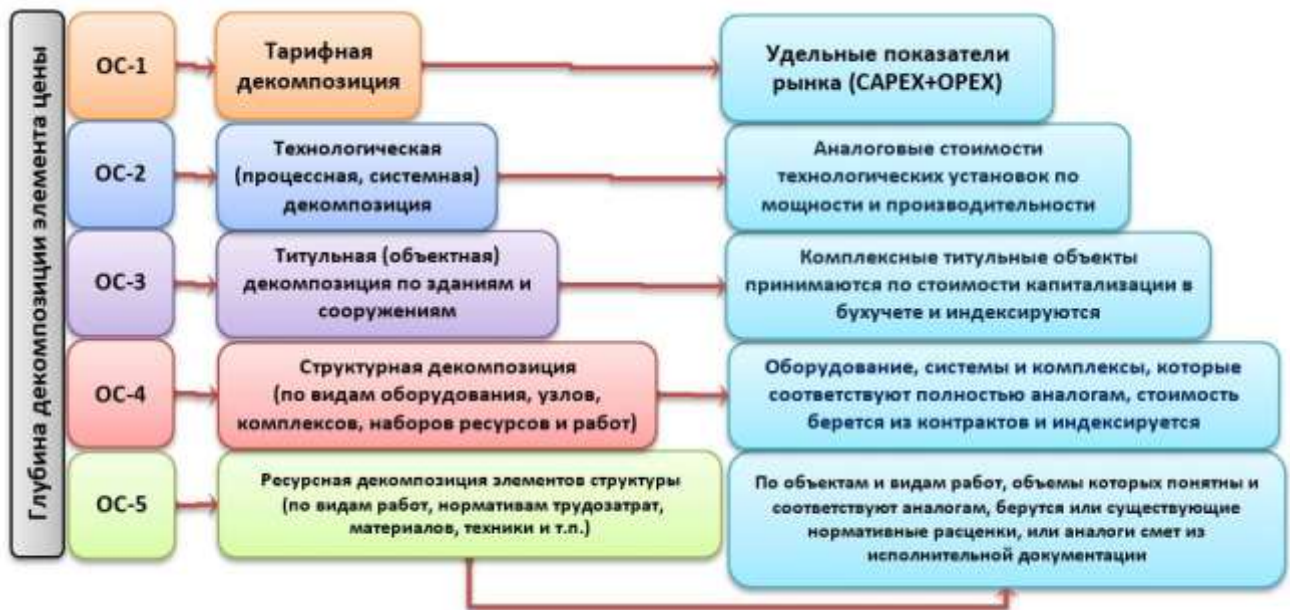 Глубина декомпозиции элемента цены
ОС-1
Тарифная
декомпозиция
Удельные показатели
рынка (CAPEX+OPEX)
ОС-2
Технологическая
(процессная, системная)
декомпозиция
Аналоговые стоимости
технологических установок по
мощности и производительности
ОС-3
Титульная (объектная)
декомпозиция по зданиям и
сооружениям
Комплексные титульные объекты
принимаются по стоимости капитализации в
бухучете и индексируются
ОС-4
Структурная декомпозиция
(по видам оборудования, узлов,
комплексов, наборов ресурсов и работ)
Оборудование, системы и комплексы, которые
соответствуют полностью аналогам, стоимость
берется из контрактов и индексируется
ОС-5
Ресурсная декомпозиция элементов структуры
(по видам работ, нормативам трудозатрат,
материалов, техники и т.п.)
По объектам и видам работ, объемы которых понятны и
соответствуют аналогам, берутся или существующие
нормативные расценки, или аналоги смет из
исполнительной документации